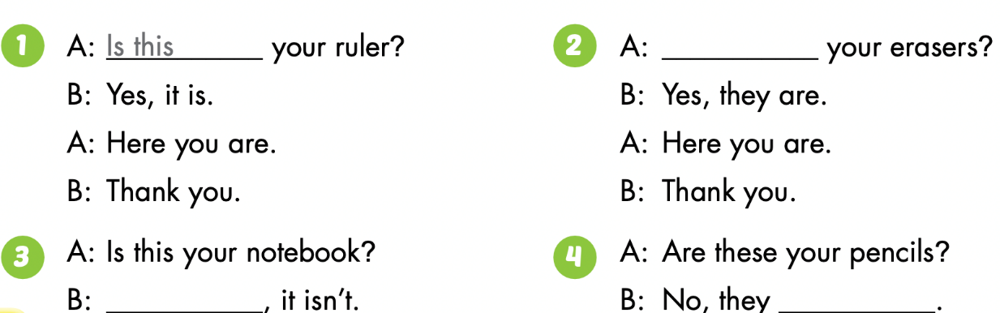 1 A: Is this __________ your ruler?
B: Yes, it is.
A: Here you are.
B: Thank you.
2 A: __________ your erasers?
B: Yes, they are.
A: Here you are.
B: Thank you.
3 A: Is this your notebook?
B: __________, it isn't.
4 A: Are these your pencils?
B: No, they __________.